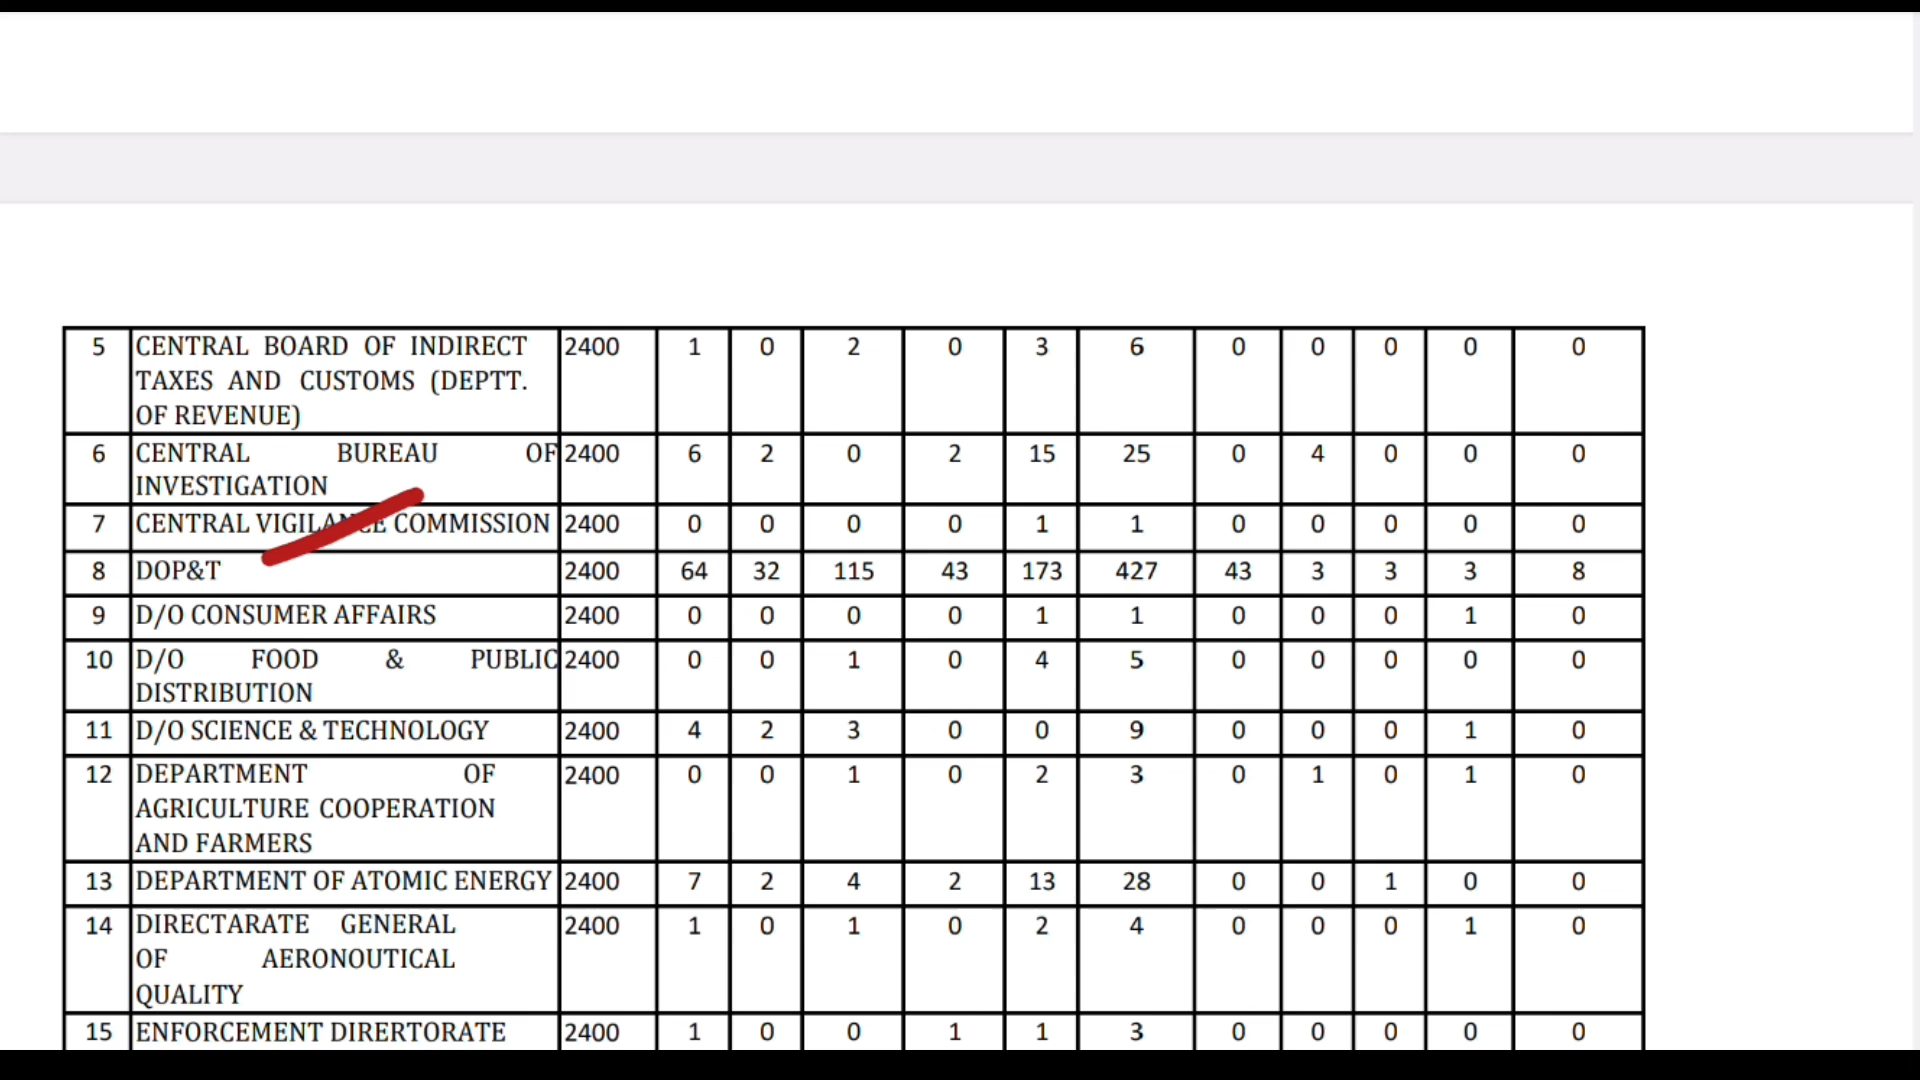 5 CENTRAL BOARD OF INDIRECT 2400 1 0 2 0 3 6 0 0 0 0 0
TAXES AND CUSTOMS (DEPTT.
OF REVENUE)
6 CENTRAL BUREAU OF 2400 6 2 0 2 15 25 0 4 0 0 0
INVESTIGATION
7 CENTRAL VIGILANCE COMMISSION 2400 0 0 0 0 1 1 0 0 0 0 0
8 DOP&T 2400 64 32 115 43 173 427 43 3 3 3 8
9 D/O CONSUMER AFFAIRS 2400 0 0 0 0 1 1 0 0 0 1 0
10 D/O FOOD & PUBLIC 2400 0 0 1 0 4 5 0 0 0 0 0
DISTRIBUTION
11 D/O SCIENCE & TECHNOLOGY 2400 4 2 3 0 0 9 0 0 0 1 0
12 DEPARTMENT OF 2400 0 0 1 0 2 3 0 1 0 1 0
AGRICULTURE COOPERATION
AND FARMERS
13 DEPARTMENT OF ATOMIC ENERGY 2400 7 2 4 2 13 28 0 0 1 0 0
14 DIRECTARATE GENERAL 2400 1 0 1 0 2 4 0 0 0 1 0
OF AERONOUTICAL
QUALITY
15 ENFORCEMENT DIRERTORATE 2400 1 0 0 1 1 3 0 0 0 0 0